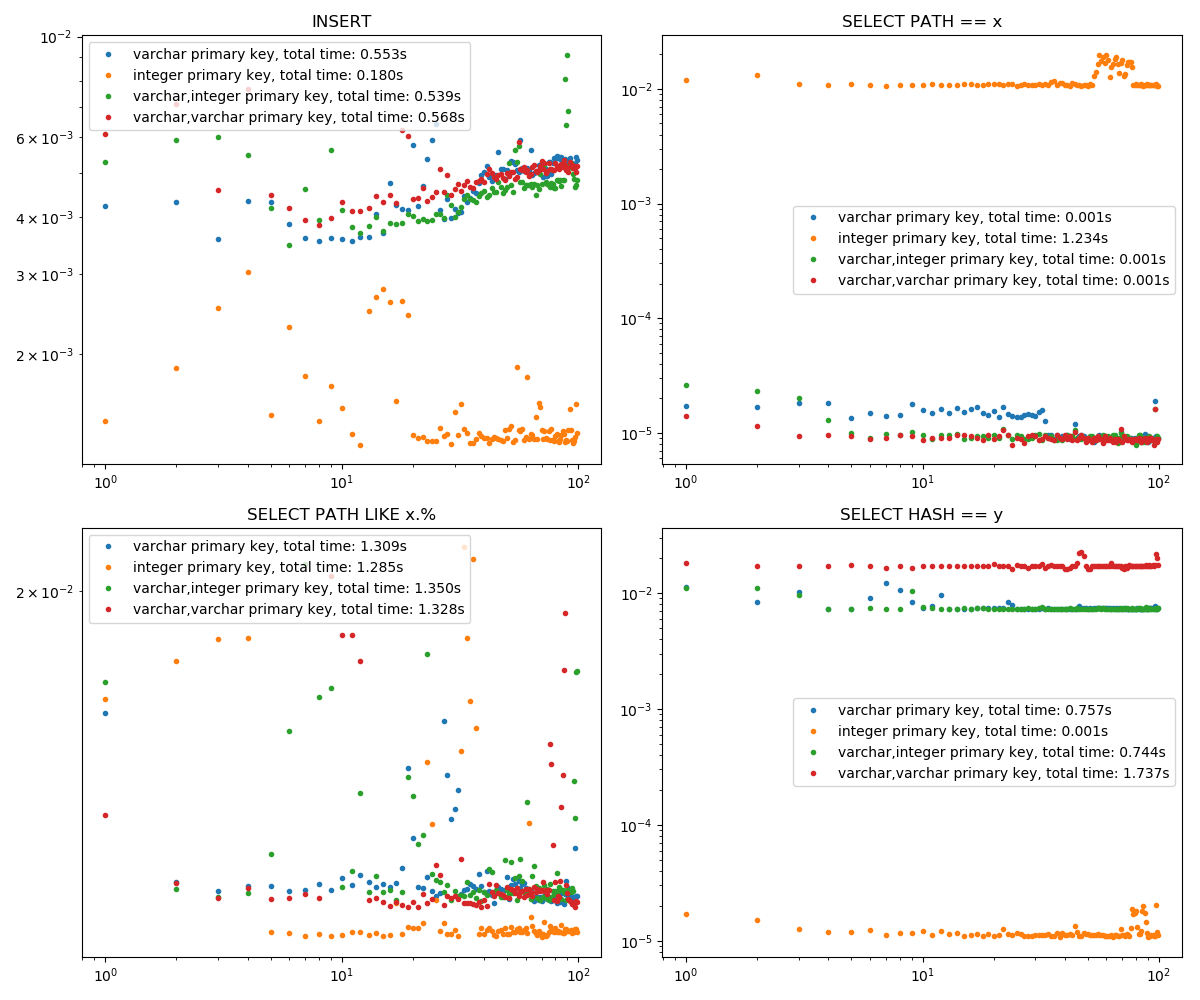 INSERT
10⁻²
6 × 10⁻³
4 × 10⁻³
3 × 10⁻³
2 × 10⁻³
varchar primary key, total time: 0.553s
integer primary key, total time: 0.180s
varchar,integer primary key, total time: 0.539s
varchar,varchar primary key, total time: 0.568s
10⁰ 10¹ 10²
SELECT PATH == x
10⁻²
10⁻³
10⁻⁴
10⁻⁵
varchar primary key, total time: 0.001s
integer primary key, total time: 1.234s
varchar,integer primary key, total time: 0.001s
varchar,varchar primary key, total time: 0.001s
10⁰ 10¹ 10²
SELECT PATH LIKE x.%
2 × 10⁻²
varchar primary key, total time: 1.309s
integer primary key, total time: 1.285s
varchar,integer primary key, total time: 1.350s
varchar,varchar primary key, total time: 1.328s
10⁰ 10¹ 10²
SELECT HASH == y
10⁻²
10⁻³
10⁻⁴
10⁻⁵
varchar primary key, total time: 0.757s
integer primary key, total time: 0.001s
varchar,integer primary key, total time: 0.744s
varchar,varchar primary key, total time: 1.737s
10⁰ 10¹ 10²